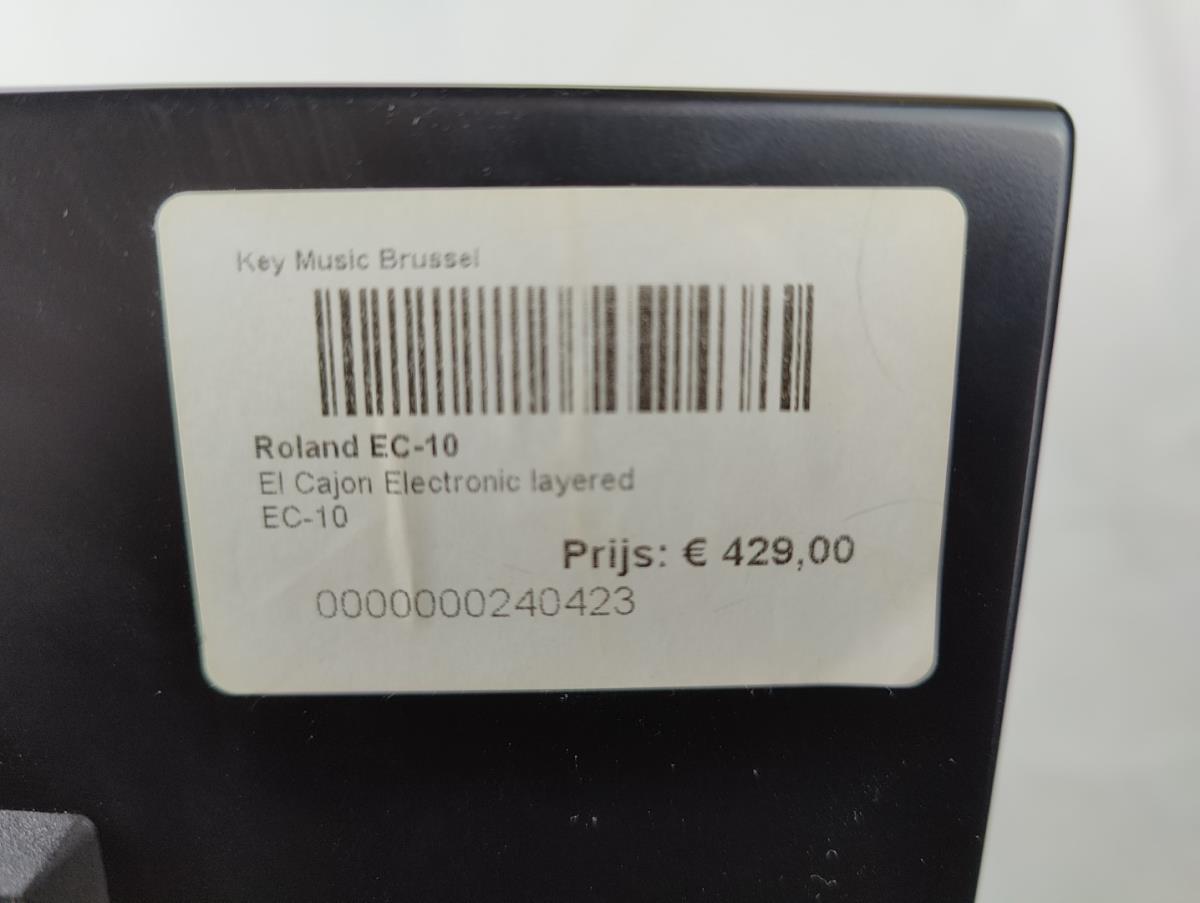 Key Music Brussel
Roland EC-10
El Cajon Electronic layered
EC-10
Prijs: € 429,00
0000000240423